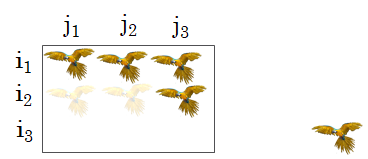 j₁ j₂ j₃
i₁
i₂
i₃